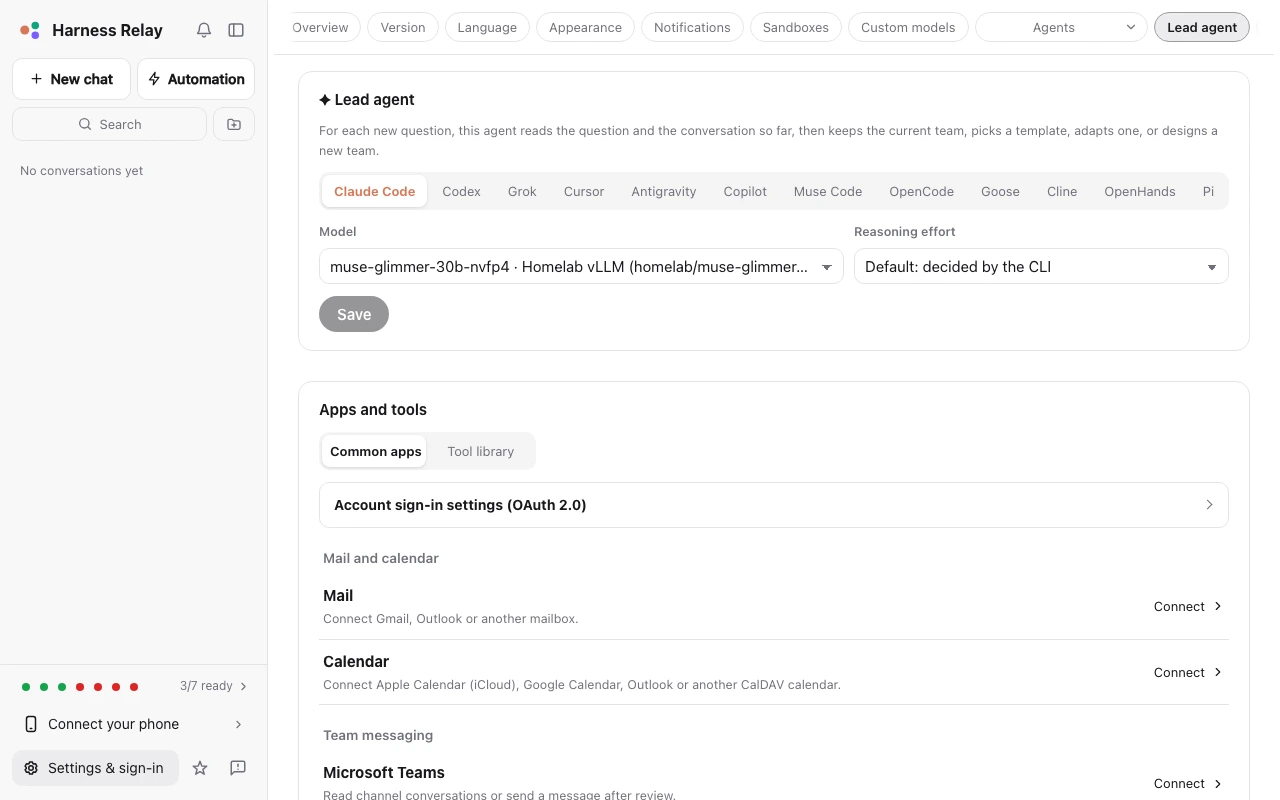 Harness Relay
New chat
Automation
Search
No conversations yet
3/7 ready
Connect your phone
Settings & sign-in
Overview
Version
Language
Appearance
Notifications
Sandboxes
Custom models
Agents
Lead agent
Lead agent
For each new question, this agent reads the question and the conversation so far, then keeps the current team, picks a template, adapts one, or designs a
new team.
Claude Code
Codex
Grok
Cursor
Antigravity
Copilot
Muse Code
OpenCode
Goose
Cline
OpenHands
Pi
Model
Reasoning effort
muse-glimmer-30b-nvfp4 · Homelab vLLM (homelab/muse-glimmer...
Default: decided by the CLI
Save
Apps and tools
Common apps
Tool library
Account sign-in settings (OAuth 2.0)
Mail and calendar
Mail
Connect Gmail, Outlook or another mailbox.
Connect
Calendar
Connect Apple Calendar (iCloud), Google Calendar, Outlook or another CalDAV calendar.
Connect
Team messaging
Microsoft Teams
Read channel conversations or send a message after review.
Connect